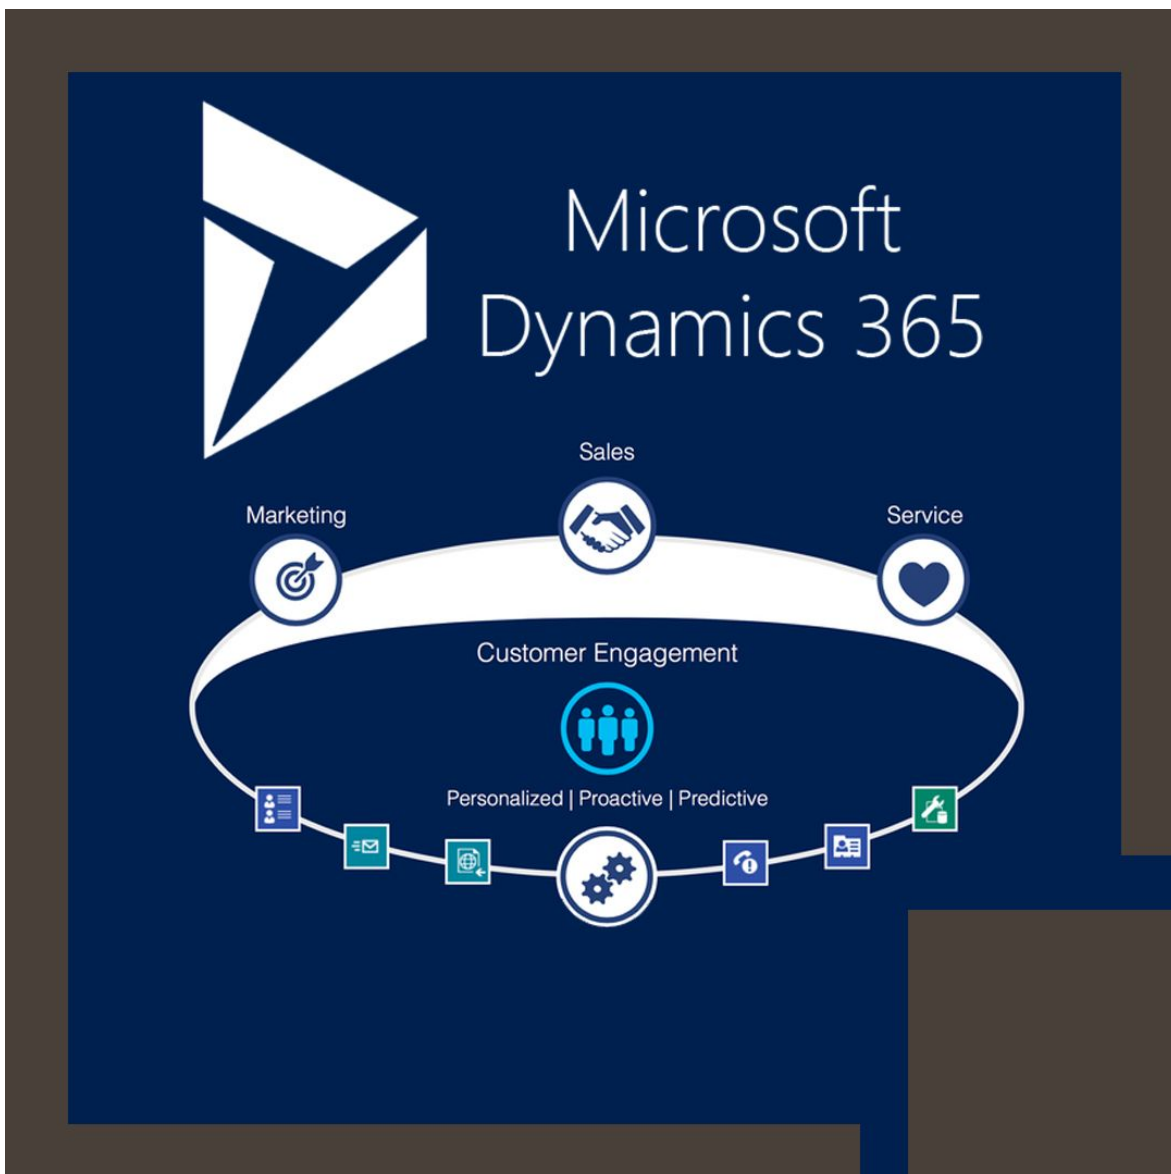 Microsoft
Dynamics 365
Sales
Marketing
Service
Customer Engagement
Personalized | Proactive | Predictive